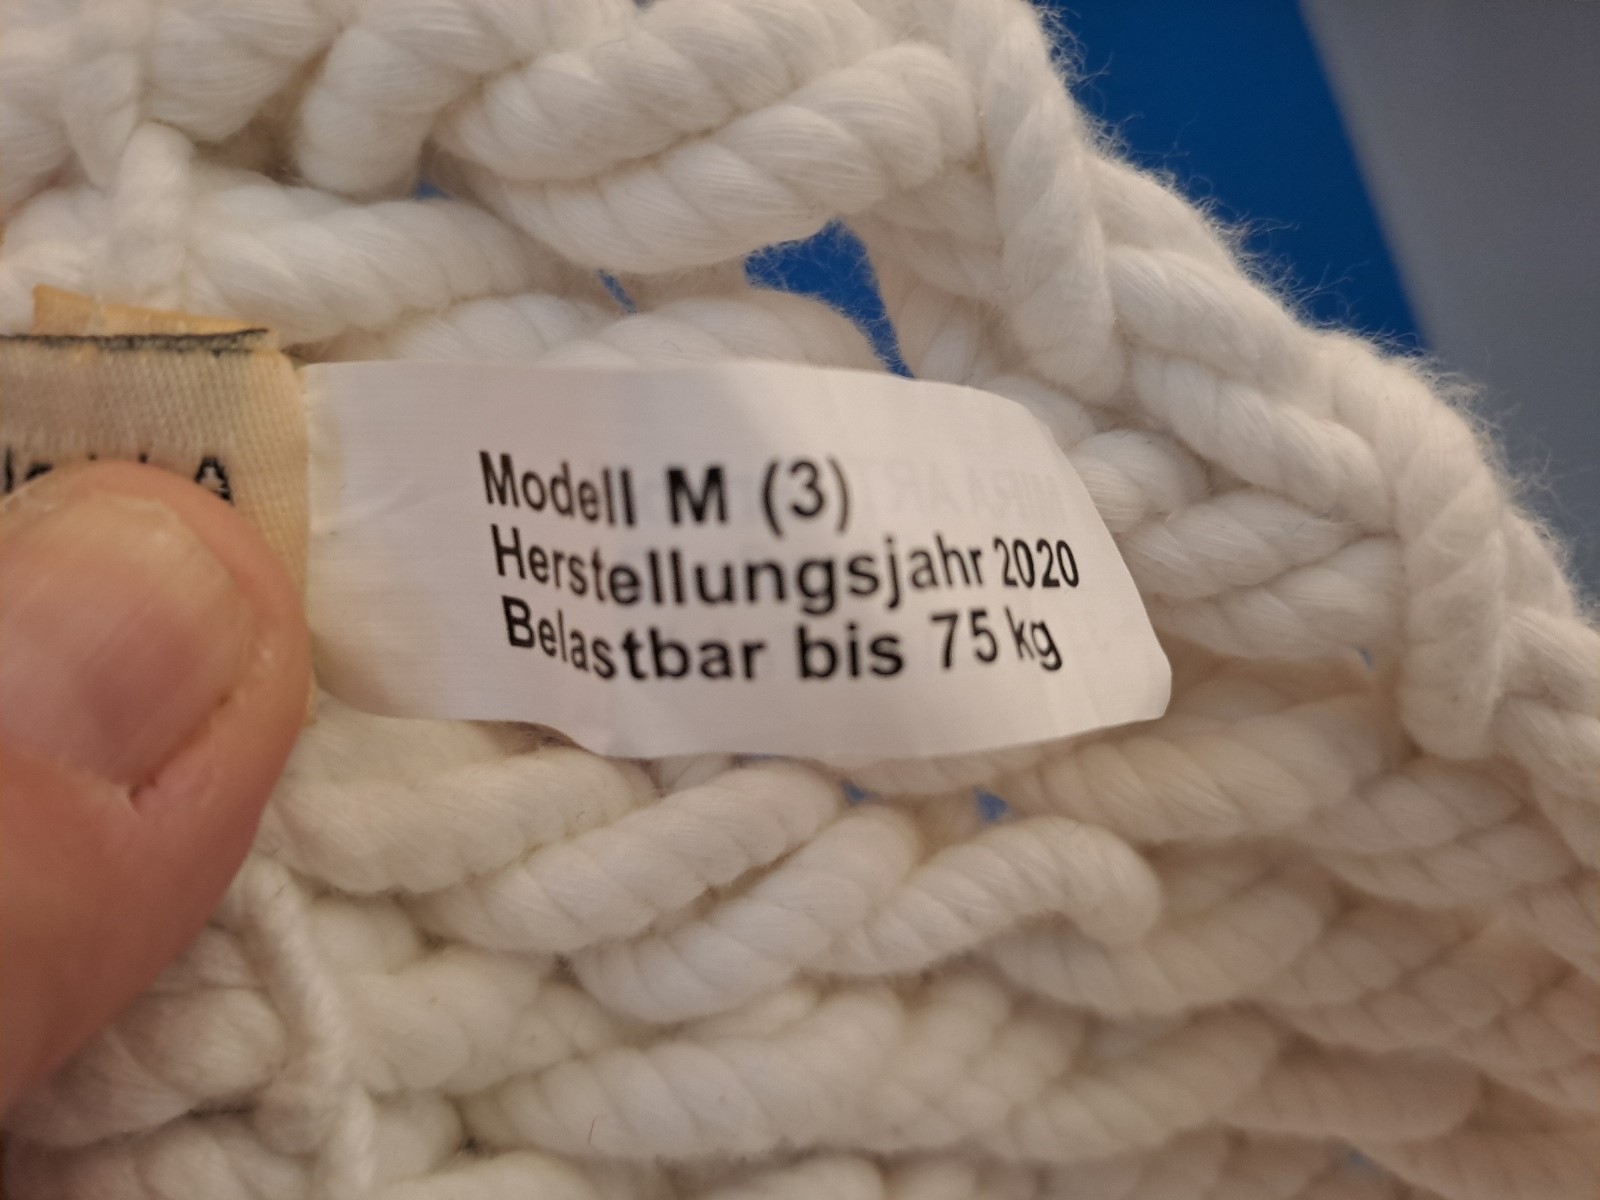 Modell M (3)
Herstellungsjahr 2020
Belastbar bis 75 kg